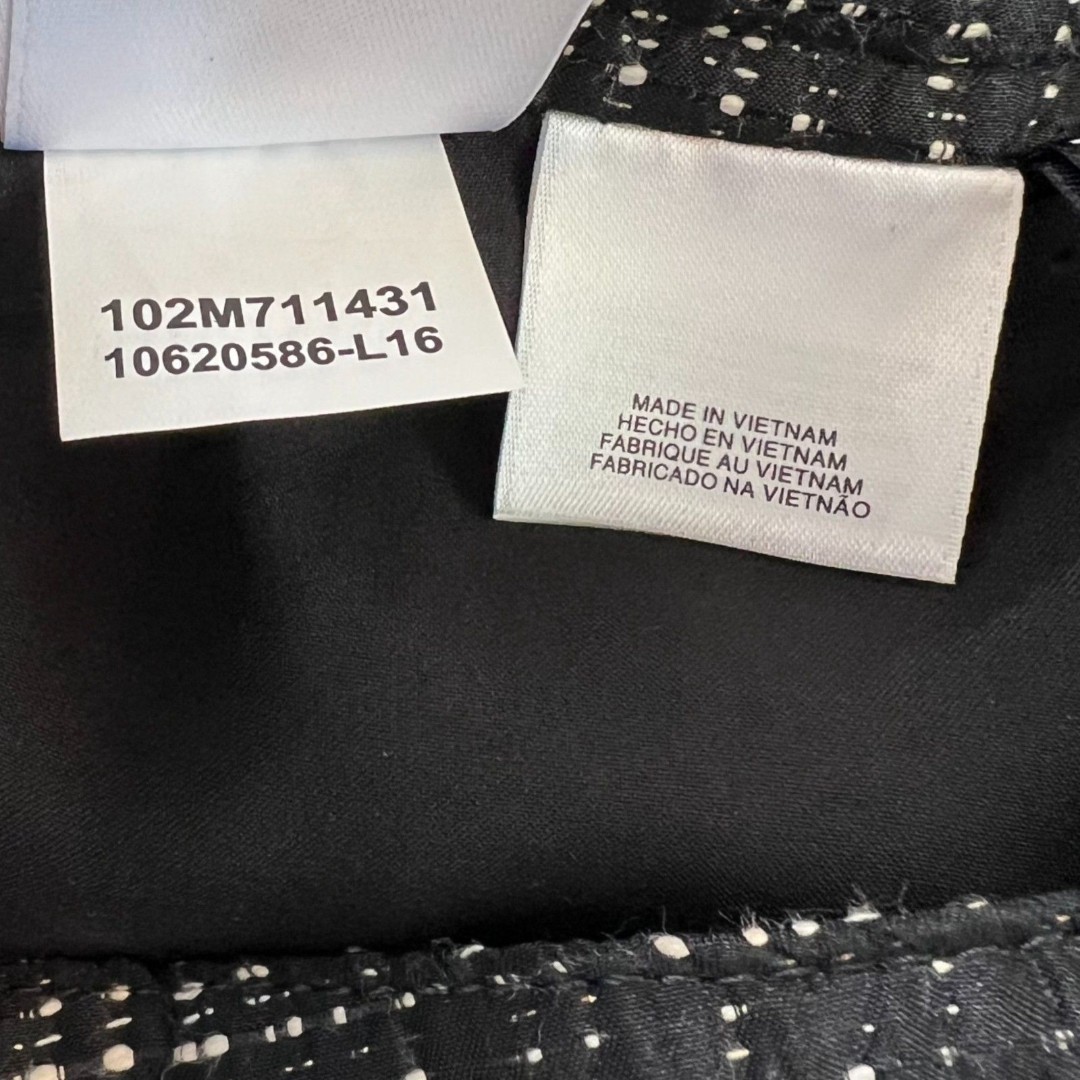 102M711431
10620586-L16
MADE IN VIETNAM
HECHO EN VIETNAM
FABRIQUE AU VIETNAM
FABRICADO NA VIETNÃO